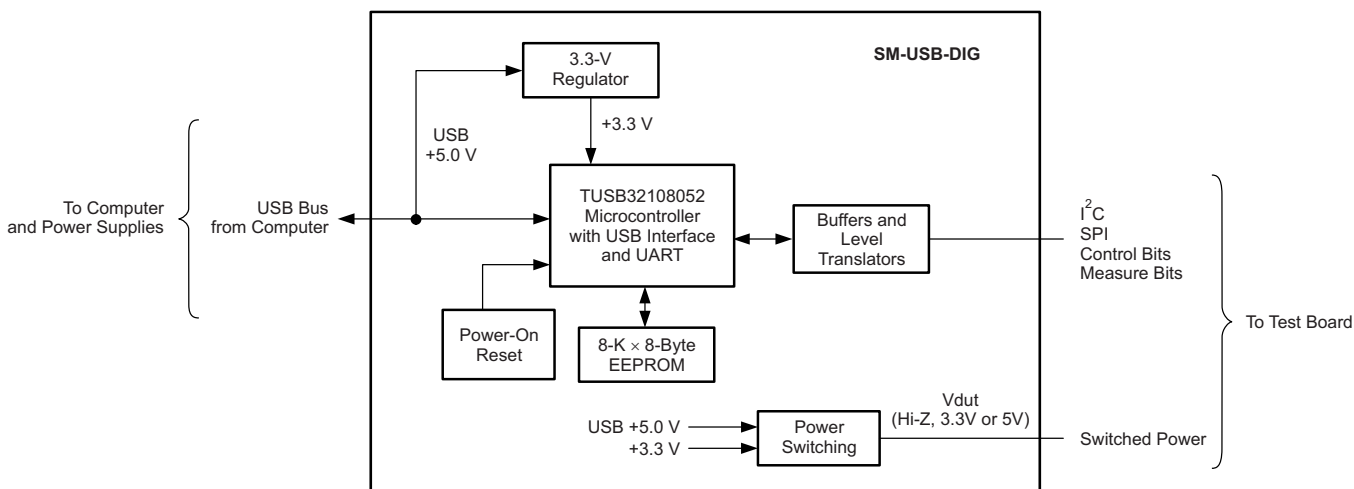 SM-USB-DIG
3.3-V
Regulator
+3.3 V
USB
+5.0 V
To Computer
and Power Supplies
USB Bus
from Computer
TUSB32108052
Microcontroller
with USB Interface
and UART
Buffers and
Level
Translators
I²C
SPI
Control Bits
Measure Bits
To Test Board
Power-On
Reset
8-K × 8-Byte
EEPROM
USB +5.0 V
+3.3 V
Power
Switching
Vdut
(Hi-Z, 3.3V or 5V)
Switched Power